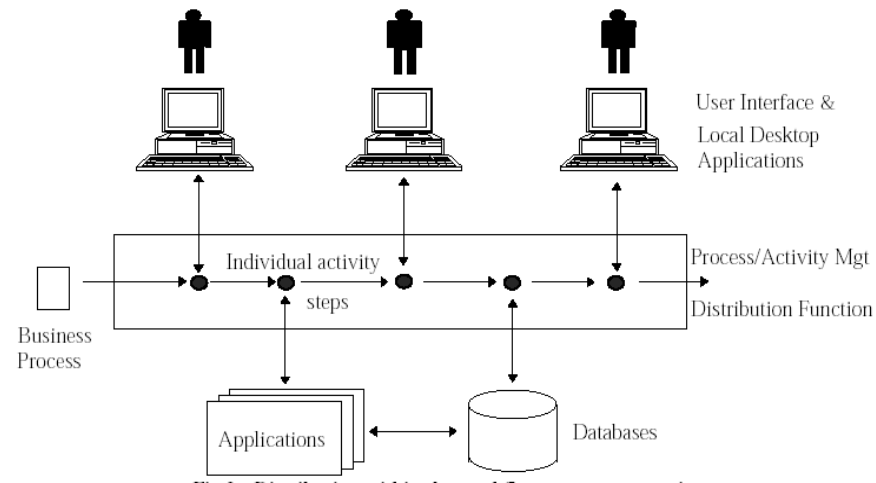 User Interface &
Local Desktop
Applications
Individual activity
steps
Process/Activity Mgt
Distribution Function
Business
Process
Applications
Databases